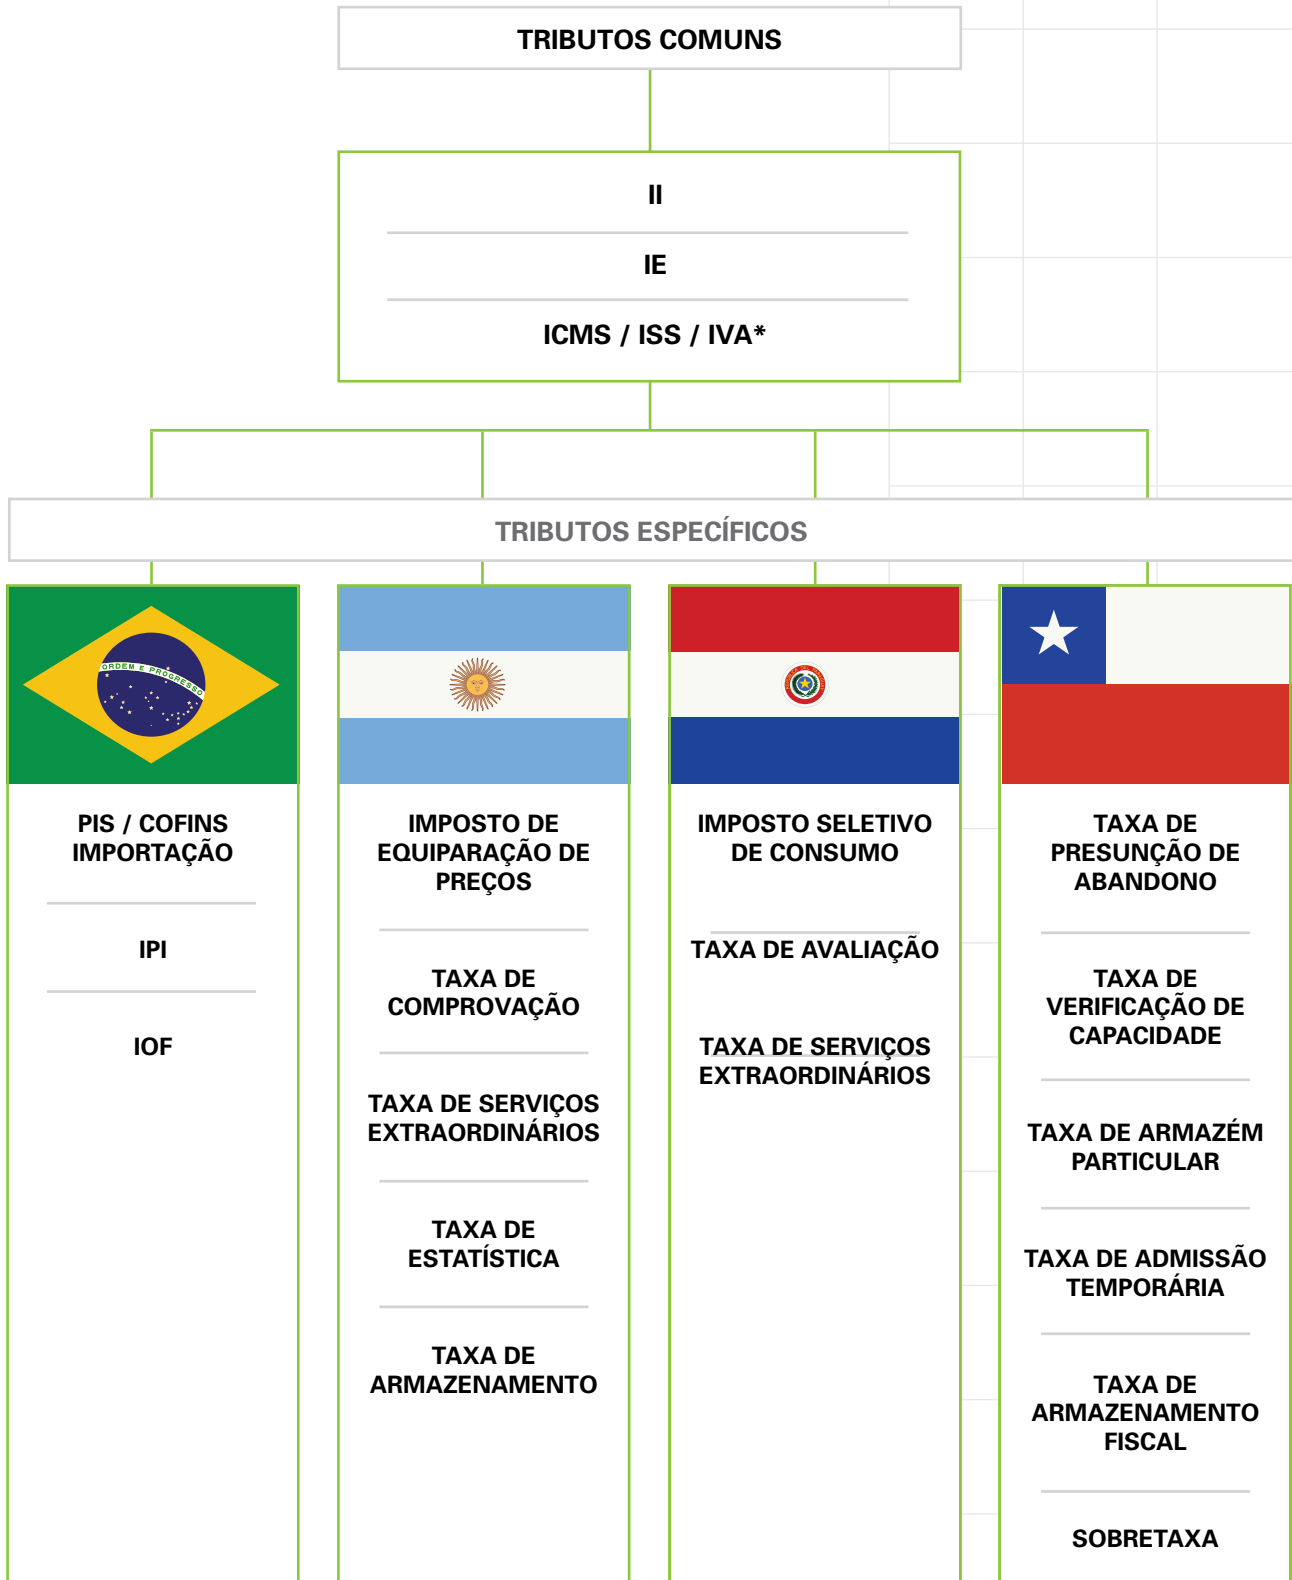 TRIBUTOS COMUNS
II
IE
ICMS / ISS / IVA*
TRIBUTOS ESPECÍFICOS
ORDEM E PROGRESSO
PIS / COFINS
IMPORTAÇÃO
IPI
IOF
IMPOSTO DE
EQUIPARAÇÃO DE
PREÇOS
TAXA DE
COMPROVAÇÃO
TAXA DE SERVIÇOS
EXTRAORDINÁRIOS
TAXA DE
ESTATÍSTICA
TAXA DE
ARMAZENAMENTO
IMPOSTO SELETIVO
DE CONSUMO
TAXA DE AVALIAÇÃO
TAXA DE SERVIÇOS
EXTRAORDINÁRIOS
TAXA DE
PRESUNÇÃO DE
ABANDONO
TAXA DE
VERIFICAÇÃO DE
CAPACIDADE
TAXA DE ARMAZÉM
PARTICULAR
TAXA DE ADMISSÃO
TEMPORÁRIA
TAXA DE
ARMAZENAMENTO
FISCAL
SOBRETAXA